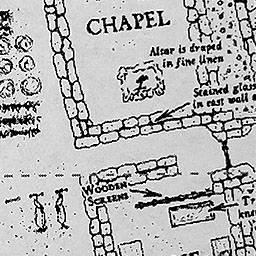 CHAPEL
Altar is draped
in fine linen
Stained glass
in east wall
WOODEN
SCREENS